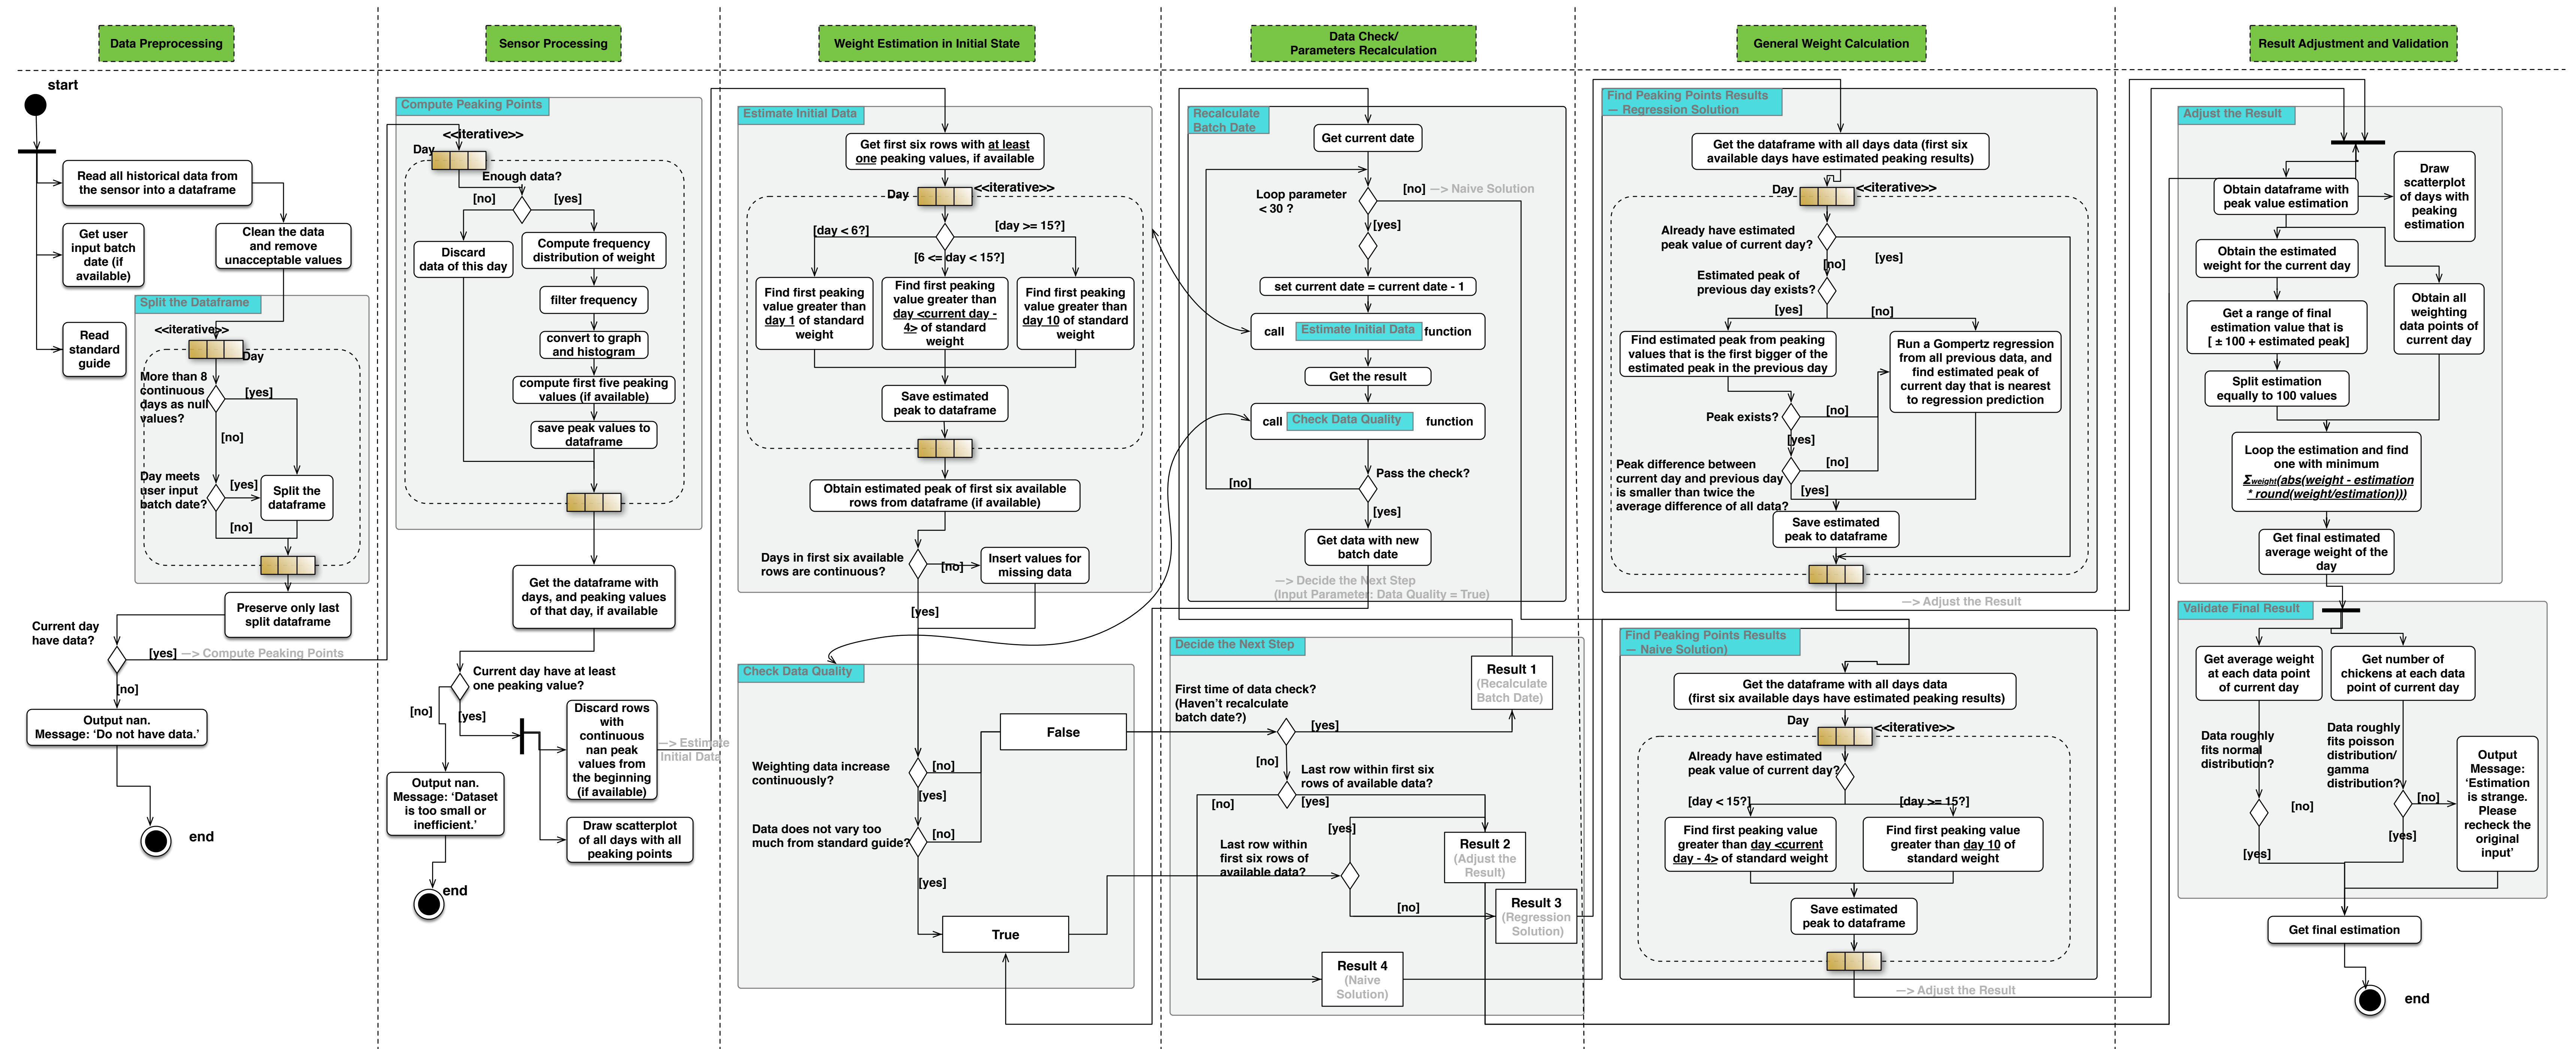 Data Preprocessing
Sensor Processing
Weight Estimation in Initial State
Data Check/
Parameters Recalculation
General Weight Calculation
Result Adjustment and Validation
start
Read all historical data from
the sensor into a dataframe
Get user
input batch
date (if
available)
Clean the data
and remove
unacceptable values
Read
standard
guide
Split the Dataframe
<<iterative>>
Day
More than 8
continuous
days as null
values?
[yes]
[no]
Day meets
user input
batch date?
[yes]
Split the
dataframe
[no]
Preserve only last
split dataframe
Current day
have data?
[yes] —> Compute Peaking Points
[no]
Output nan.
Message: ‘Do not have data.’
end
Compute Peaking Points
<<iterative>>
Day
Enough data?
[no]
[yes]
Discard
data of this day
Compute frequency
distribution of weight
filter frequency
convert to graph
and histogram
compute first five peaking
values (if available)
save peak values to
dataframe
Get the dataframe with
days, and peaking values
of that day, if available
Current day have at least
one peaking value?
[no]
[yes]
Discard rows
with
continuous
nan peak
values from
the beginning
(if available)
—> Estimate
Initial Data
Output nan.
Message: ‘Dataset
is too small or
inefficient.’
Draw scatterplot
of all days with all
peaking points
end
Estimate Initial Data
Get first six rows with at least
one peaking values, if available
Day
<<iterative>>
[day < 6?]
[day >= 15?]
[6 <= day < 15?]
Find first peaking
value greater than
day 1 of standard
weight
Find first peaking
value greater than
day <current day -
4> of standard
weight
Find first peaking
value greater than
day 10 of standard
weight
Save estimated
peak to dataframe
Obtain estimated peak of first six available
rows from dataframe (if available)
Days in first six available
rows are continuous?
[no]
Insert values for
missing data
[yes]
Check Data Quality
False
Weighting data increase
continuously?
[no]
[yes]
Data does not vary too
much from standard guide?
[no]
[yes]
True
Recalculate
Batch Date
Get current date
Loop parameter
< 30 ?
[no] —> Naive Solution
[yes]
set current date = current date - 1
call Estimate Initial Data function
Get the result
call Check Data Quality function
Pass the check?
[no]
[yes]
Get data with new
batch date
—> Decide the Next Step
(Input Parameter: Data Quality = True)
Decide the Next Step
Result 1
(Recalculate
Batch Date)
First time of data check?
(Haven’t recalculate
batch date?)
[yes]
[no]
Last row within first six
rows of available data?
[no]
[yes]
[yes]
Last row within
first six rows of
available data?
Result 2
(Adjust the
Result)
[no]
Result 3
(Regression
Solution)
Result 4
(Naive
Solution)
Find Peaking Points Results
— Regression Solution
Get the dataframe with all days data (first six
available days have estimated peaking results)
Day
<<iterative>>
Already have estimated
peak value of current day?
[yes]
[no]
Estimated peak of
previous day exists?
[yes]
[no]
Find estimated peak from peaking
values that is the first bigger of the
estimated peak in the previous day
Run a Gompertz regression
from all previous data, and
find estimated peak of
current day that is nearest
to regression prediction
Peak exists?
[no]
[yes]
Peak difference between
current day and previous day
is smaller than twice the
average difference of all data?
[no]
[yes]
Save estimated
peak to dataframe
—> Adjust the Result
Find Peaking Points Results
— Naive Solution)
Get the dataframe with all days data
(first six available days have estimated peaking results)
Day
<<iterative>>
Already have estimated
peak value of current day?
[day < 15?]
[day >= 15?]
Find first peaking value
greater than day <current
day - 4> of standard weight
Find first peaking value
greater than day 10 of
standard weight
Save estimated
peak to dataframe
—> Adjust the Result
Adjust the Result
Obtain dataframe with
peak value estimation
Draw
scatterplot
of days with
peaking
estimation
Obtain the estimated
weight for the current day
Get a range of final
estimation value that is
[ ± 100 + estimated peak]
Obtain all
weighting
data points of
current day
Split estimation
equally to 100 values
Loop the estimation and find
one with minimum
Σweight(abs(weight - estimation
* round(weight/estimation)))
Get final estimated
average weight of the
day
Validate Final Result
Get average weight
at each data point
of current day
Get number of
chickens at each data
point of current day
Data roughly
fits normal
distribution?
[no]
[yes]
Data roughly
fits poisson
distribution/
gamma
distribution?
[no]
[yes]
Output
Message:
‘Estimation
is strange.
Please
recheck the
original
input’
Get final estimation
end